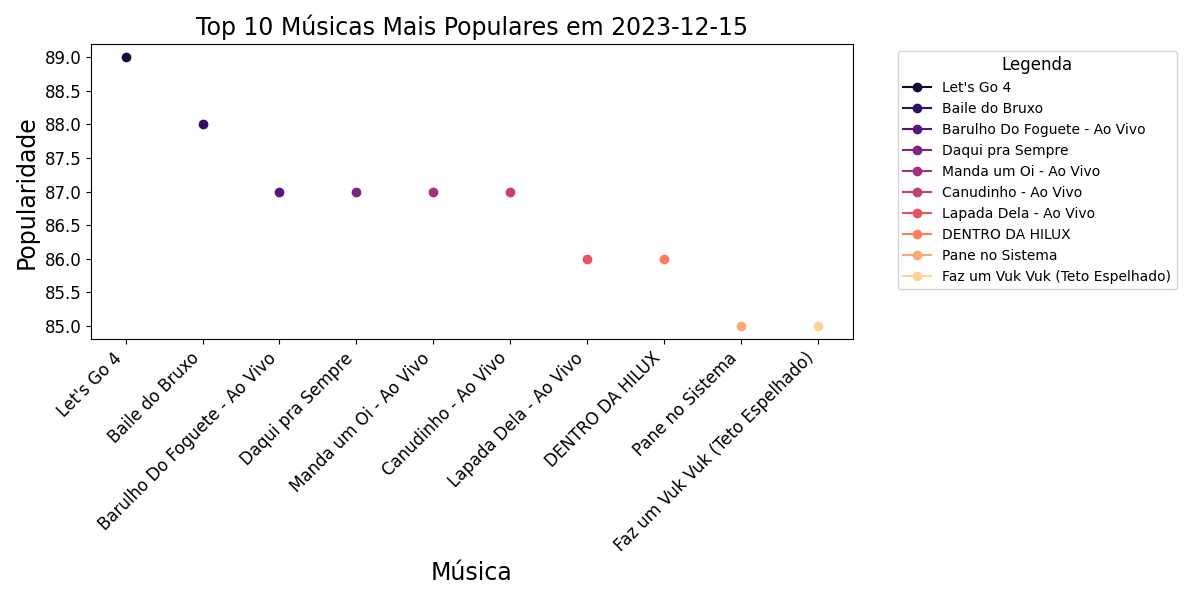 Top 10 Músicas Mais Populares em 2023-12-15
Popularidade
89.0
88.5
88.0
87.5
87.0
86.5
86.0
85.5
85.0
Let's Go 4
Baile do Bruxo
Barulho Do Foguete - Ao Vivo
Daqui pra Sempre
Manda um Oi - Ao Vivo
Canudinho - Ao Vivo
Lapada Dela - Ao Vivo
DENTRO DA HILUX
Pane no Sistema
Faz um Vuk Vuk (Teto Espelhado)
Música
Legenda
Let's Go 4
Baile do Bruxo
Barulho Do Foguete - Ao Vivo
Daqui pra Sempre
Manda um Oi - Ao Vivo
Canudinho - Ao Vivo
Lapada Dela - Ao Vivo
DENTRO DA HILUX
Pane no Sistema
Faz um Vuk Vuk (Teto Espelhado)